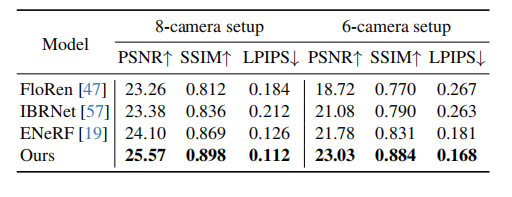 Model 8-camera setup 6-camera setup
PSNR↑ SSIM↑ LPIPS↓ PSNR↑ SSIM↑ LPIPS↓
FloRen [47] 23.26 0.812 0.184 18.72 0.770 0.267
IBRNet [57] 23.38 0.836 0.212 21.08 0.790 0.263
ENeRF [19] 24.10 0.869 0.126 21.78 0.831 0.181
Ours 25.57 0.898 0.112 23.03 0.884 0.168